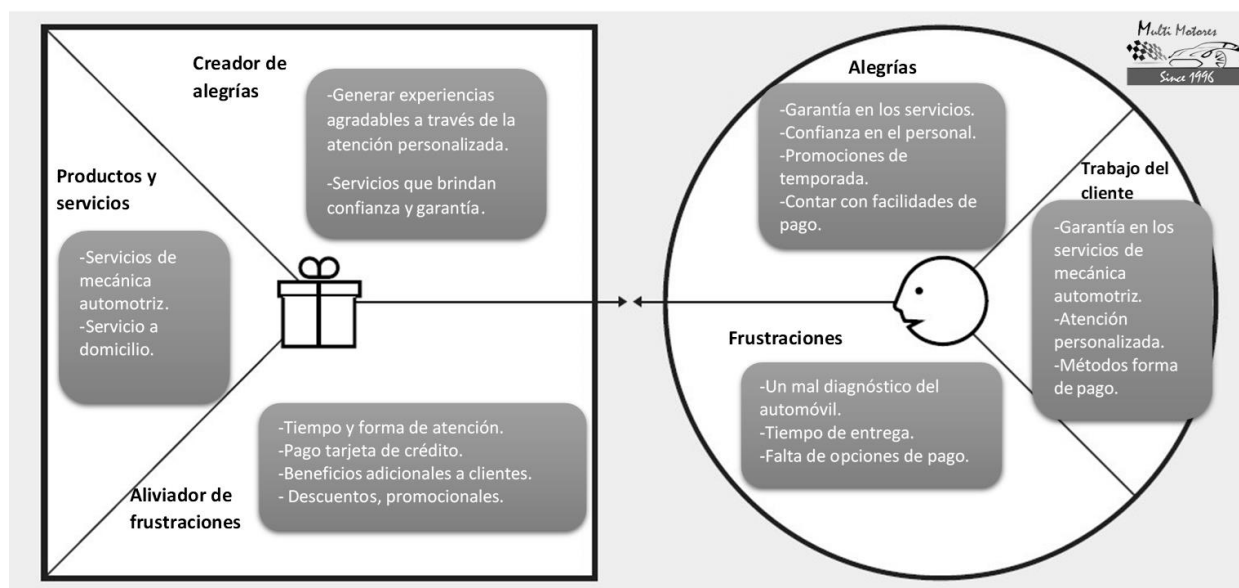 Creador de
alegrías
-Generar experiencias
agradables a través de la
atención personalizada.
-Servicios que brindan
confianza y garantía.
Productos y
servicios
-Servicios de
mecánica
automotriz.
-Servicio a
domicilio.
-Tiempo y forma de atención.
-Pago tarjeta de crédito.
-Beneficios adicionales a clientes.
- Descuentos, promocionales.
Aliviador de
frustraciones
Multi Motores
Since 1996
Alegrías
-Garantía en los servicios.
-Confianza en el personal.
-Promociones de
temporada.
-Contar con facilidades de
pago.
Trabajo del
cliente
-Garantía en los
servicios de
mecánica
automotriz.
-Atención
personalizada.
-Métodos forma
de pago.
Frustraciones
-Un mal diagnóstico del
automóvil.
-Tiempo de entrega.
-Falta de opciones de pago.